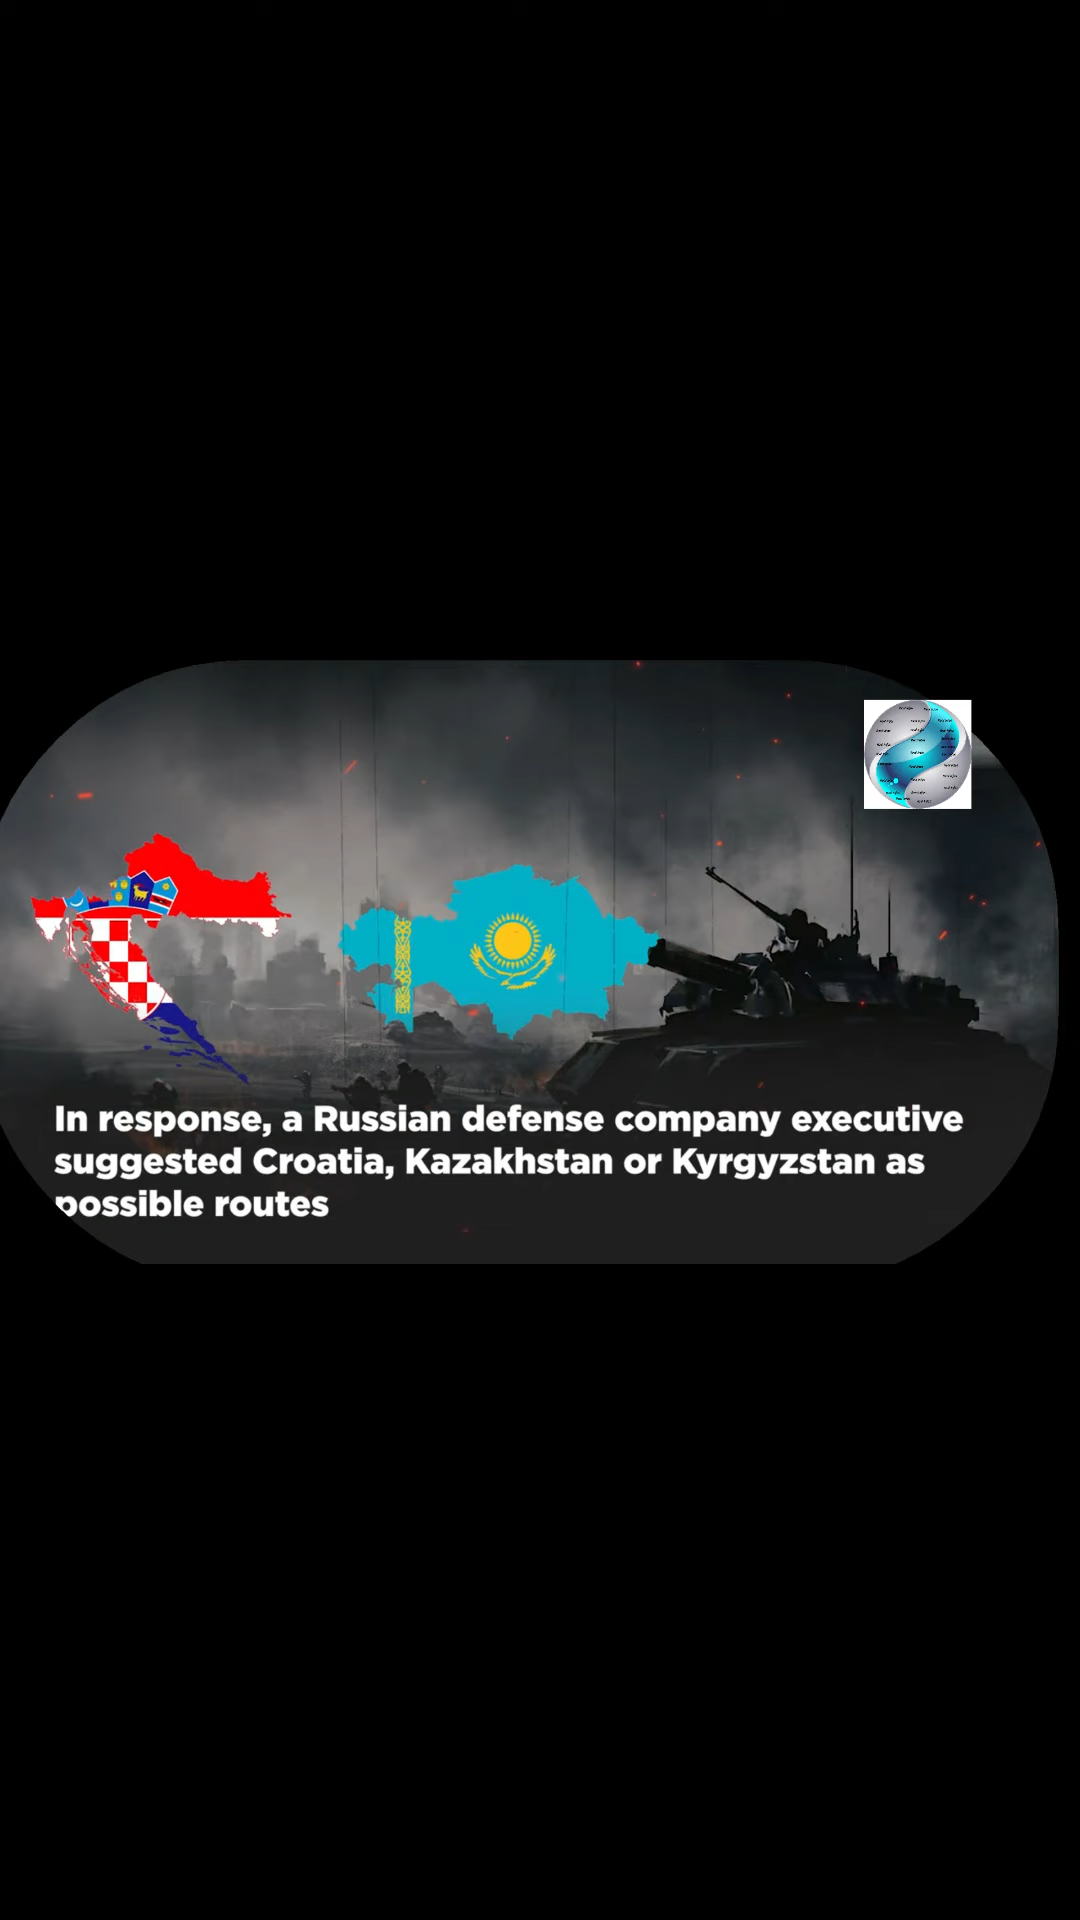 In response, a Russian defense company executive
suggested Croatia, Kazakhstan or Kyrgyzstan as
possible routes